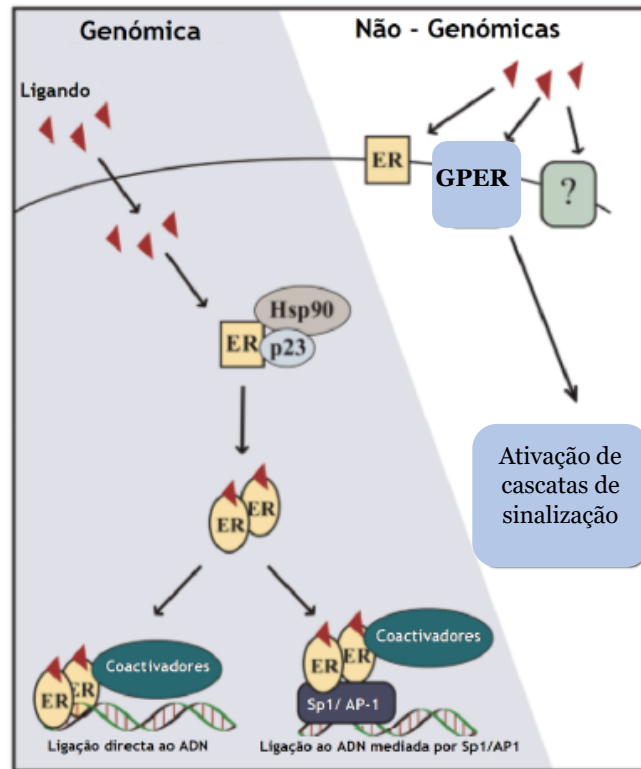 Genómica
Não - Genómicas
Ligando
ER
GPER
?
Hsp90
ER
p23
Ativação de
cascatas de
sinalização
ER
ER
Coactivadores
ER
ER
Coactivadores
ER
ER
Sp1/ AP-1
Ligação directa ao ADN
Ligação ao ADN mediada por Sp1/AP1